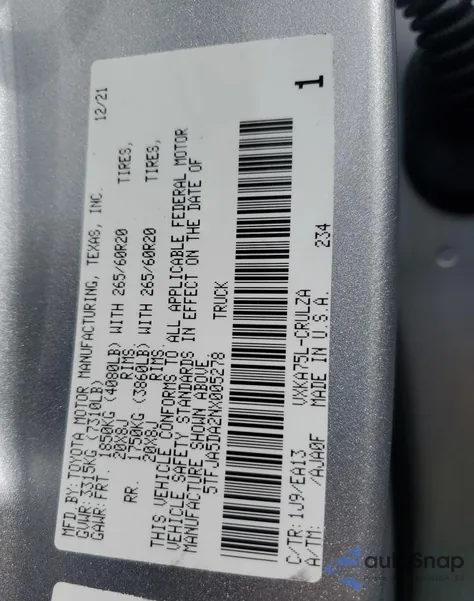 MFD BY: TOYOTA MOTOR MANUFACTURING, TEXAS, INC. 12/21
GVWR: 3315KG (7310LB)
GAWR: FRT. 1850KG (4080LB) WITH 265/60R20 TIRES,
20X8J RIMS,
RR. 1750KG (3860LB) WITH 265/60R20 TIRES,
20X8J RIMS,
THIS VEHICLE CONFORMS TO ALL APPLICABLE FEDERAL MOTOR
VEHICLE SAFETY STANDARDS IN EFFECT ON THE DATE OF
MANUFACTURE SHOWN ABOVE.
5TFJA5DA2NX005278 TRUCK
1
234
C/TR: 1J9/EA13 VXKA75L-CRULZA
A/TM: /AJA0F MADE IN U.S.A.
autoSnap